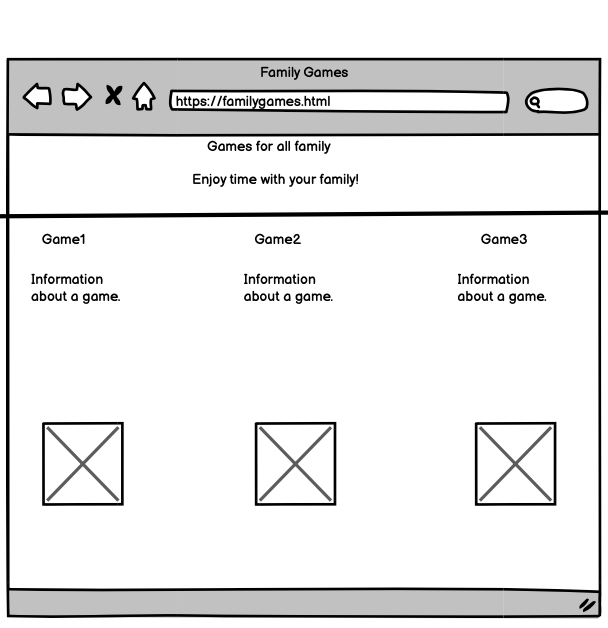 Family Games
https://familygames.html
Games for all family
Enjoy time with your family!
Game1
Game2
Game3
Information
about a game.
Information
about a game.
Information
about a game.